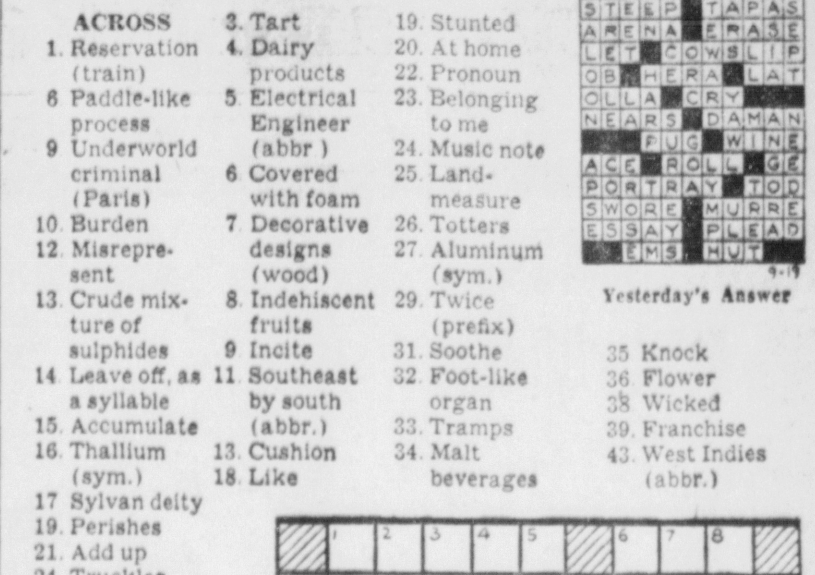 ACROSS
1. Reservation
(train)
6 Paddle-like
process
9 Underworld
criminal
(Paris)
10. Burden
12. Misrepre-
sent
13. Crude mix-
ture of
sulphides
14. Leave off, as
a syllable
15. Accumulate
16. Thallium
(sym.)
17 Sylvan deity
19. Perishes
21. Add up
24. Truckles
3. Tart
4. Dairy
products
5. Electrical
Engineer
(abbr )
6. Covered
with foam
7. Decorative
designs
(wood)
8. Indehiscent
fruits
9. Incite
11. Southeast
by south
(abbr.)
13. Cushion
18. Like
19. Stunted
20. At home
22. Pronoun
23. Belonging
to me
24. Music note
25. Land-
measure
26. Totters
27. Aluminum
(sym.)
29. Twice
(prefix)
31. Soothe
32. Foot-like
organ
33. Tramps
34. Malt
beverages
STEEP TAPAS
ARENA ERASE
LET COWSLIP
OB HERA LAT
OLLA CRY
NEARS DAMAN
PUG WINE
ACE ROLL GE
PORTRAY TOD
SWORE MURRE
ESSAY PLEAD
EMS HUT
9-19
Yesterday's Answer
35 Knock
36. Flower
38 Wicked
39. Franchise
43. West Indies
(abbr.)
1 2 3 4 5 6 7 8